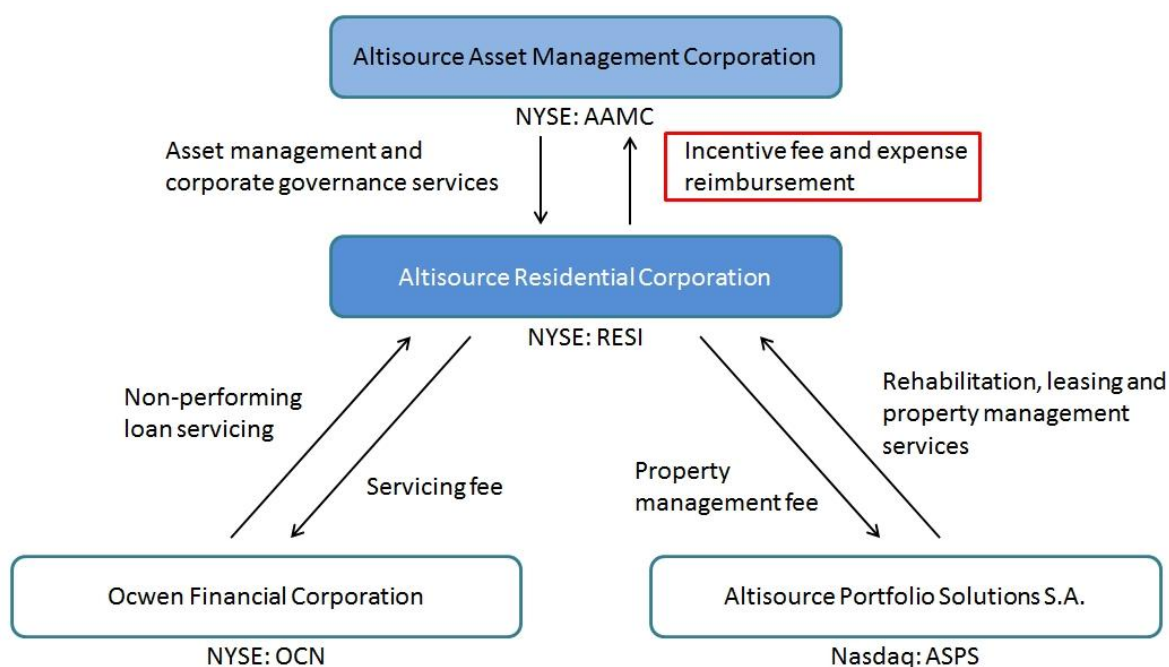 Altisource Asset Management Corporation
NYSE: AAMC
Asset management and
corporate governance services
Incentive fee and expense
reimbursement
Altisource Residential Corporation
NYSE: RESI
Non-performing
loan servicing
Servicing fee
Property
management fee
Rehabilitation, leasing and
property management
services
Ocwen Financial Corporation
NYSE: OCN
Altisource Portfolio Solutions S.A.
Nasdaq: ASPS